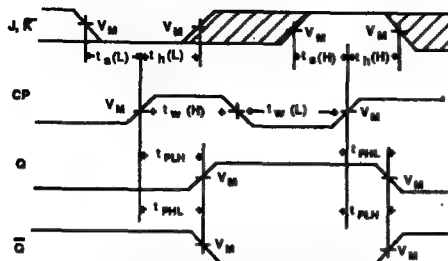 J, K̅ V_M V_M V_M V_M
t_s(L) t_h(L) t_s(H) t_h(H)
CP V_M t_w(H) t_w(L) V_M
t_PLH t_PHL
Q V_M V_M
t_PHL t_PLH
Q̅ V_M V_M